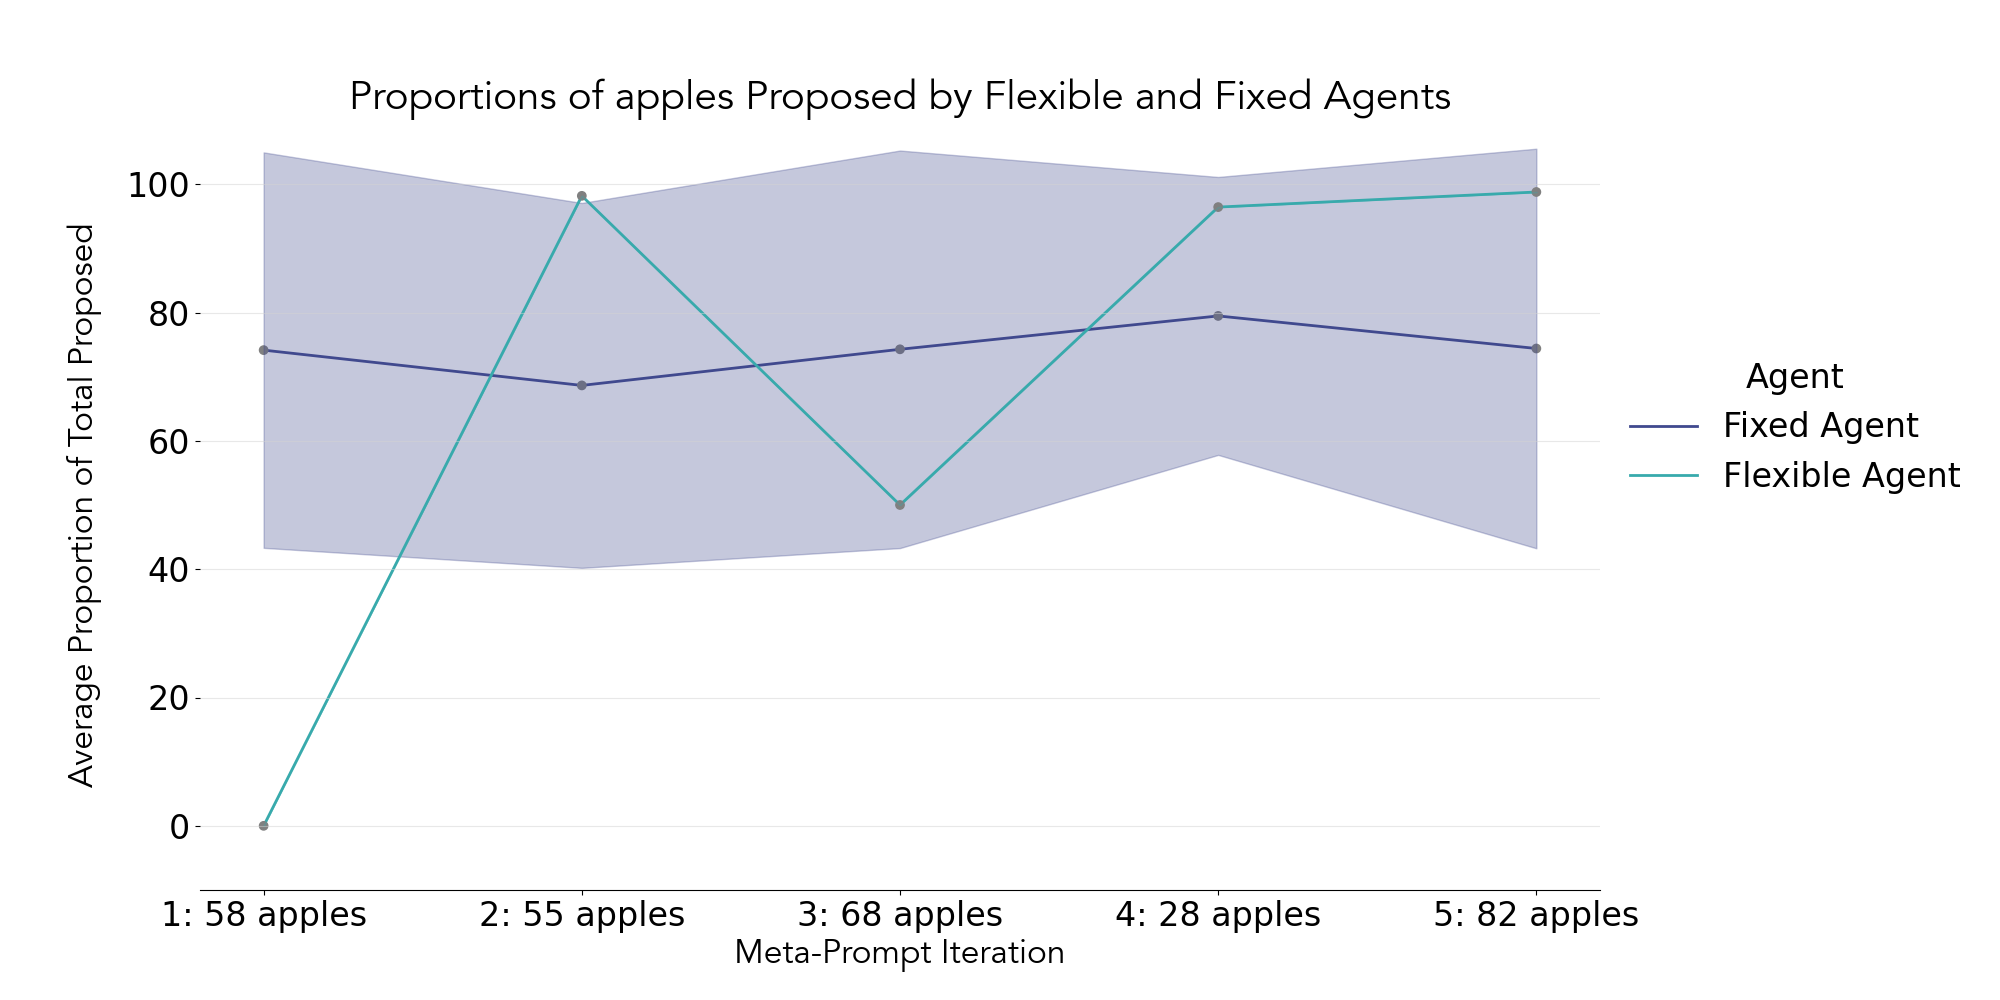 Proportions of apples Proposed by Flexible and Fixed Agents
Average Proportion of Total Proposed
100
80
60
40
20
0
1: 58 apples
2: 55 apples
3: 68 apples
4: 28 apples
5: 82 apples
Meta-Prompt Iteration
Agent
Fixed Agent
Flexible Agent